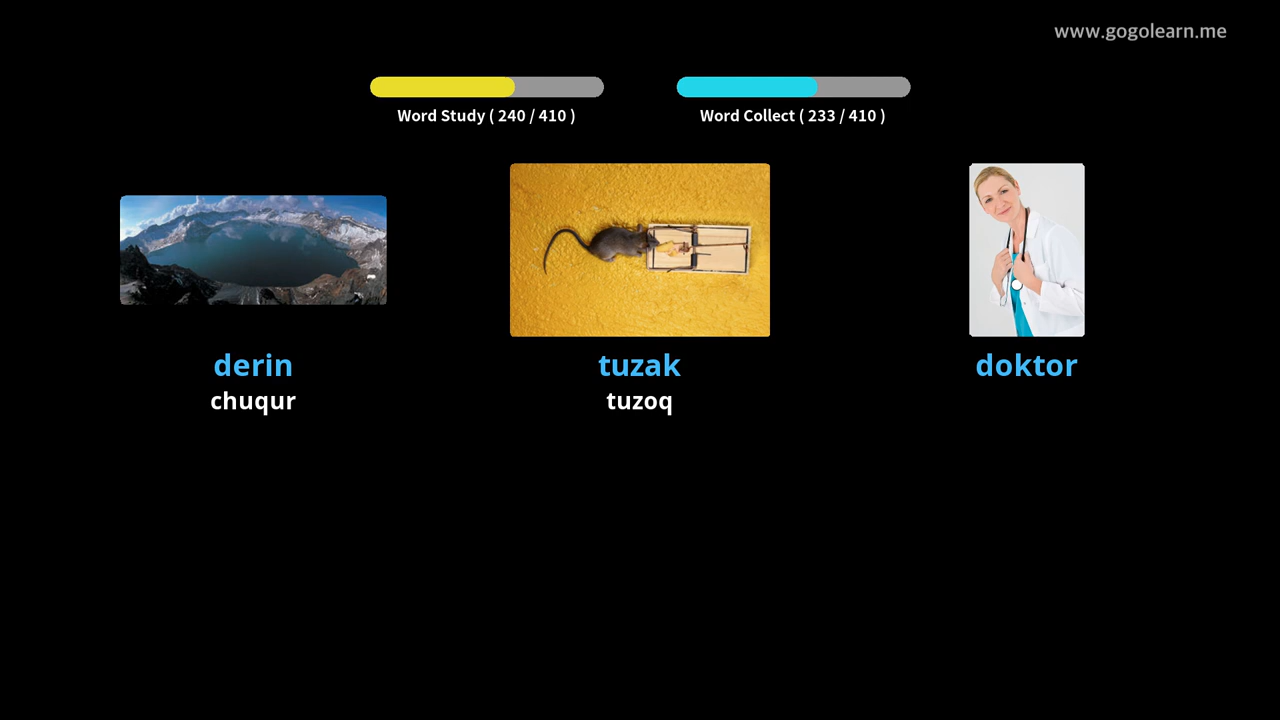 www.gogolearn.me
Word Study ( 240 / 410 )
Word Collect ( 233 / 410 )
derin
chuqur
tuzak
tuzoq
doktor